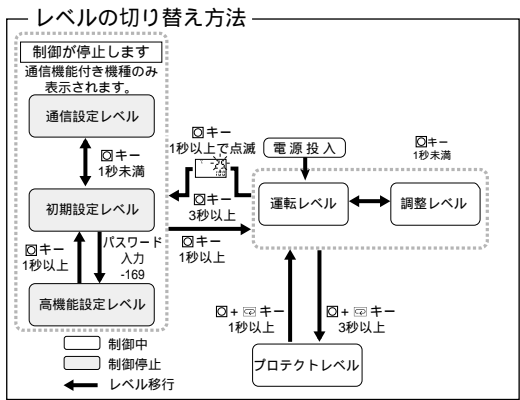 レベルの切り替え方法
制御が停止します
通信機能付き機種のみ
表示されます。
通信設定レベル
キー
1秒未満
初期設定レベル
キー
1秒以上
パスワード
入力
-169
高機能設定レベル
キー
1秒以上で点滅
キー
3秒以上
キー
1秒以上
電源投入
キー
1秒未満
運転レベル
調整レベル
+ キー
1秒以上
+ キー
3秒以上
プロテクトレベル
制御中
制御停止
レベル移行